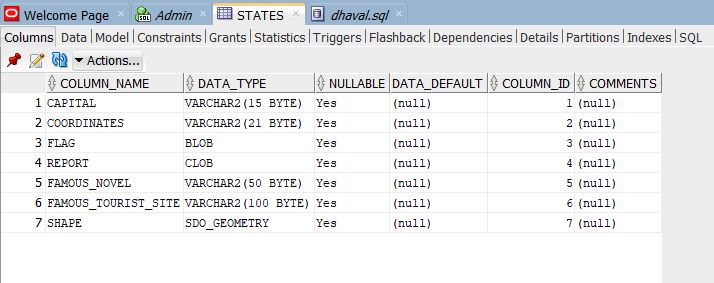 Welcome Page Admin STATES dhaval.sql
Columns Data Model Constraints Grants Statistics Triggers Flashback Dependencies Details Partitions Indexes SQL
Actions...
COLUMN_NAME DATA_TYPE NULLABLE DATA_DEFAULT COLUMN_ID COMMENTS
1 CAPITAL VARCHAR2(15 BYTE) Yes (null) 1 (null)
2 COORDINATES VARCHAR2(21 BYTE) Yes (null) 2 (null)
3 FLAG BLOB Yes (null) 3 (null)
4 REPORT CLOB Yes (null) 4 (null)
5 FAMOUS_NOVEL VARCHAR2(50 BYTE) Yes (null) 5 (null)
6 FAMOUS_TOURIST_SITE VARCHAR2(100 BYTE) Yes (null) 6 (null)
7 SHAPE SDO_GEOMETRY Yes (null) 7 (null)